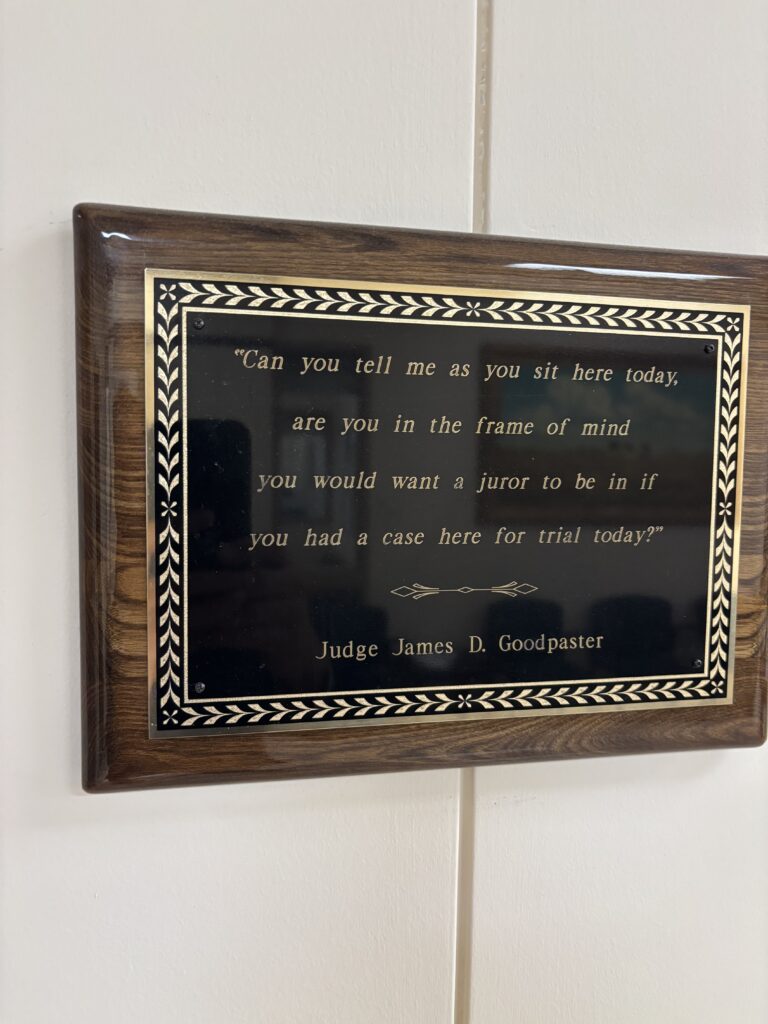 “Can you tell me as you sit here today,
are you in the frame of mind
you would want a juror to be in if
you had a case here for trial today?”
Judge James D. Goodpaster